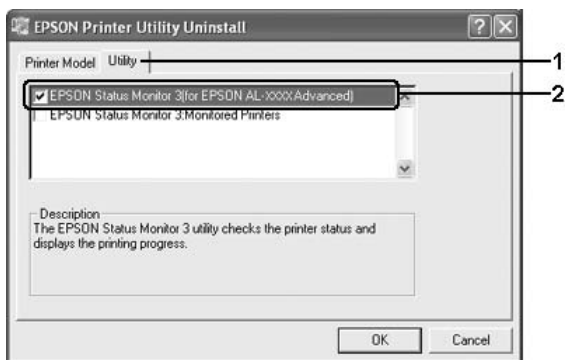 EPSON Printer Utility Uninstall
Printer Model Utility
1
EPSON Status Monitor 3(for EPSON AL-XXXX Advanced)
2
EPSON Status Monitor 3:Monitored Printers
Description
The EPSON Status Monitor 3 utility checks the printer status and
displays the printing progress.
OK Cancel